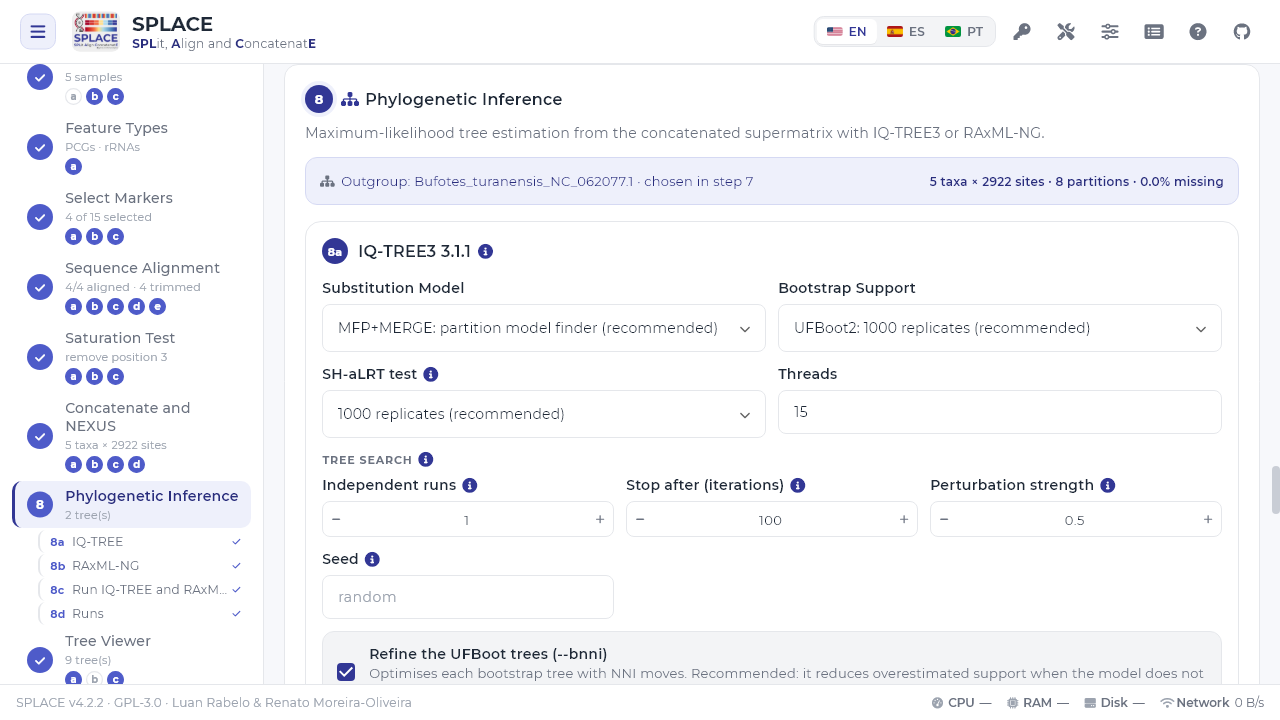 SPLACE
SPLit, Align and ConcatenatE
EN
ES
PT
5 samples
a b c
Feature Types
PCGs · rRNAs
a
Select Markers
4 of 15 selected
a b c
Sequence Alignment
4/4 aligned · 4 trimmed
a b c d e
Saturation Test
remove position 3
a b c
Concatenate and
NEXUS
5 taxa × 2922 sites
a b c d
8 Phylogenetic Inference
2 tree(s)
8a IQ-TREE
8b RAxML-NG
8c Run IQ-TREE and RAxM...
8d Runs
Tree Viewer
9 tree(s)
a b c
8 Phylogenetic Inference
Maximum-likelihood tree estimation from the concatenated supermatrix with IQ-TREE3 or RAxML-NG.
Outgroup: Bufotes_turanensis_NC_062077.1 · chosen in step 7
5 taxa × 2922 sites · 8 partitions · 0.0% missing
8a IQ-TREE3 3.1.1
Substitution Model
Bootstrap Support
MFP+MERGE: partition model finder (recommended)
UFBoot2: 1000 replicates (recommended)
SH-aLRT test
Threads
1000 replicates (recommended)
15
TREE SEARCH
Independent runs
Stop after (iterations)
Perturbation strength
− 1 +
− 100 +
− 0.5 +
Seed
random
Refine the UFBoot trees (--bnni)
Optimises each bootstrap tree with NNI moves. Recommended: it reduces overestimated support when the model does not
SPLACE v4.2.2 · GPL-3.0 · Luan Rabelo & Renato Moreira-Oliveira
CPU —
RAM —
Disk —
Network 0 B/s